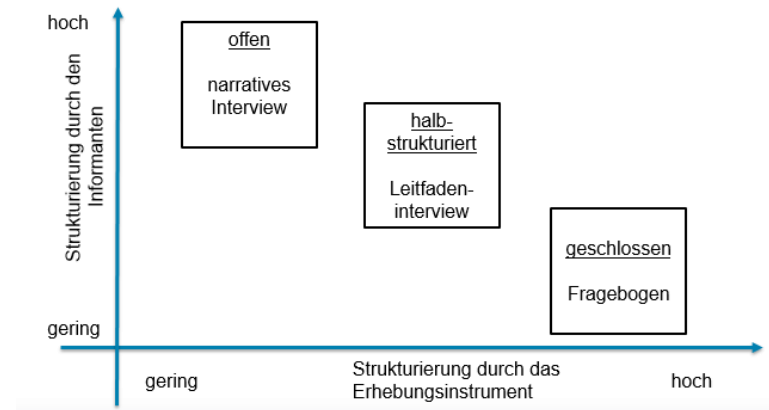 hoch
Strukturierung durch den
Informanten
gering
offen
narratives
Interview
halb-
strukturiert
Leitfaden-
interview
geschlossen
Fragebogen
gering
Strukturierung durch das
Erhebungsinstrument
hoch